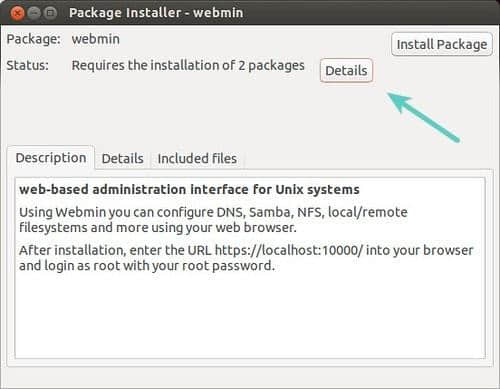 Package Installer - webmin
Package: webmin
Install Package
Status: Requires the installation of 2 packages Details
Description Details Included files
web-based administration interface for Unix systems
Using Webmin you can configure DNS, Samba, NFS, local/remote
filesystems and more using your web browser.
After installation, enter the URL https://localhost:10000/ into your browser
and login as root with your root password.